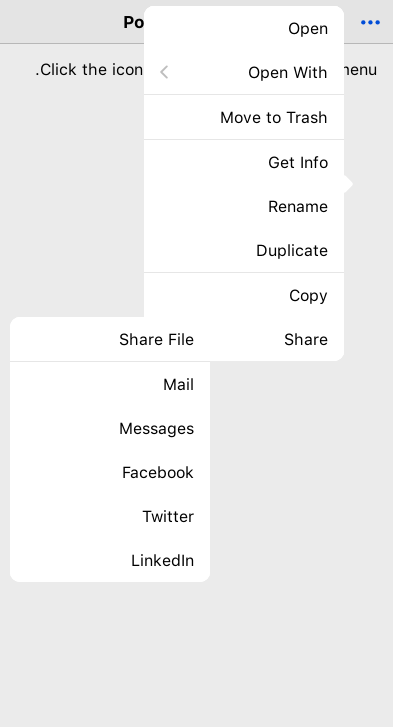 Po
Click the icon.
Open
Open With
Move to Trash
Get Info
Rename
Duplicate
Copy
Share
Share File
Mail
Messages
Facebook
Twitter
LinkedIn